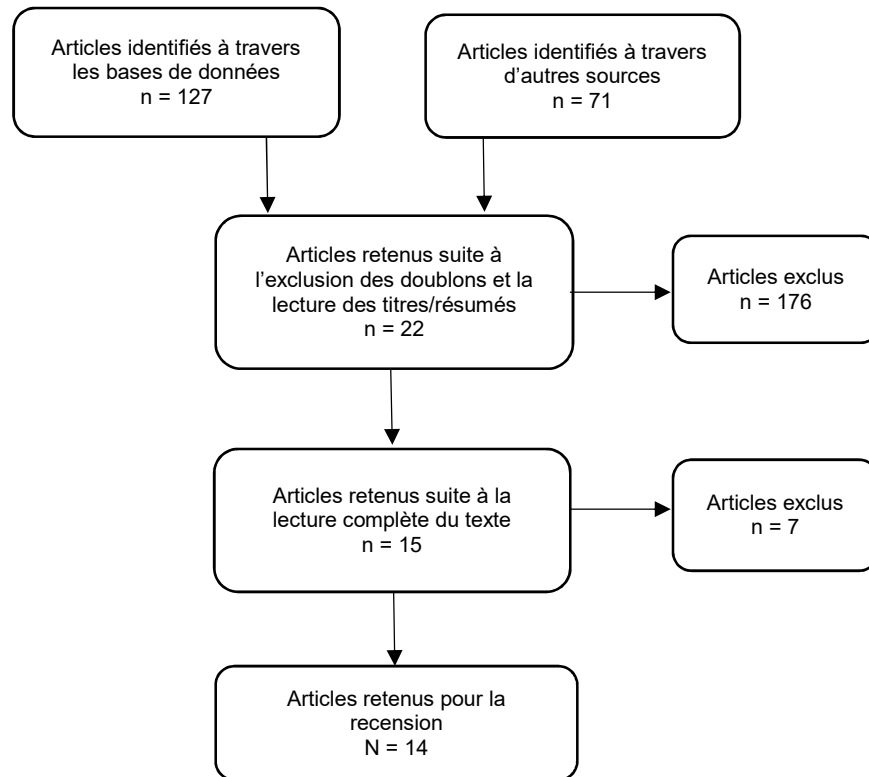 Articles identifiés à travers
les bases de données
n = 127
Articles identifiés à travers
d’autres sources
n = 71
Articles retenus suite à
l’exclusion des doublons et la
lecture des titres/résumés
n = 22
Articles exclus
n = 176
Articles retenus suite à la
lecture complète du texte
n = 15
Articles exclus
n = 7
Articles retenus pour la
recension
N = 14